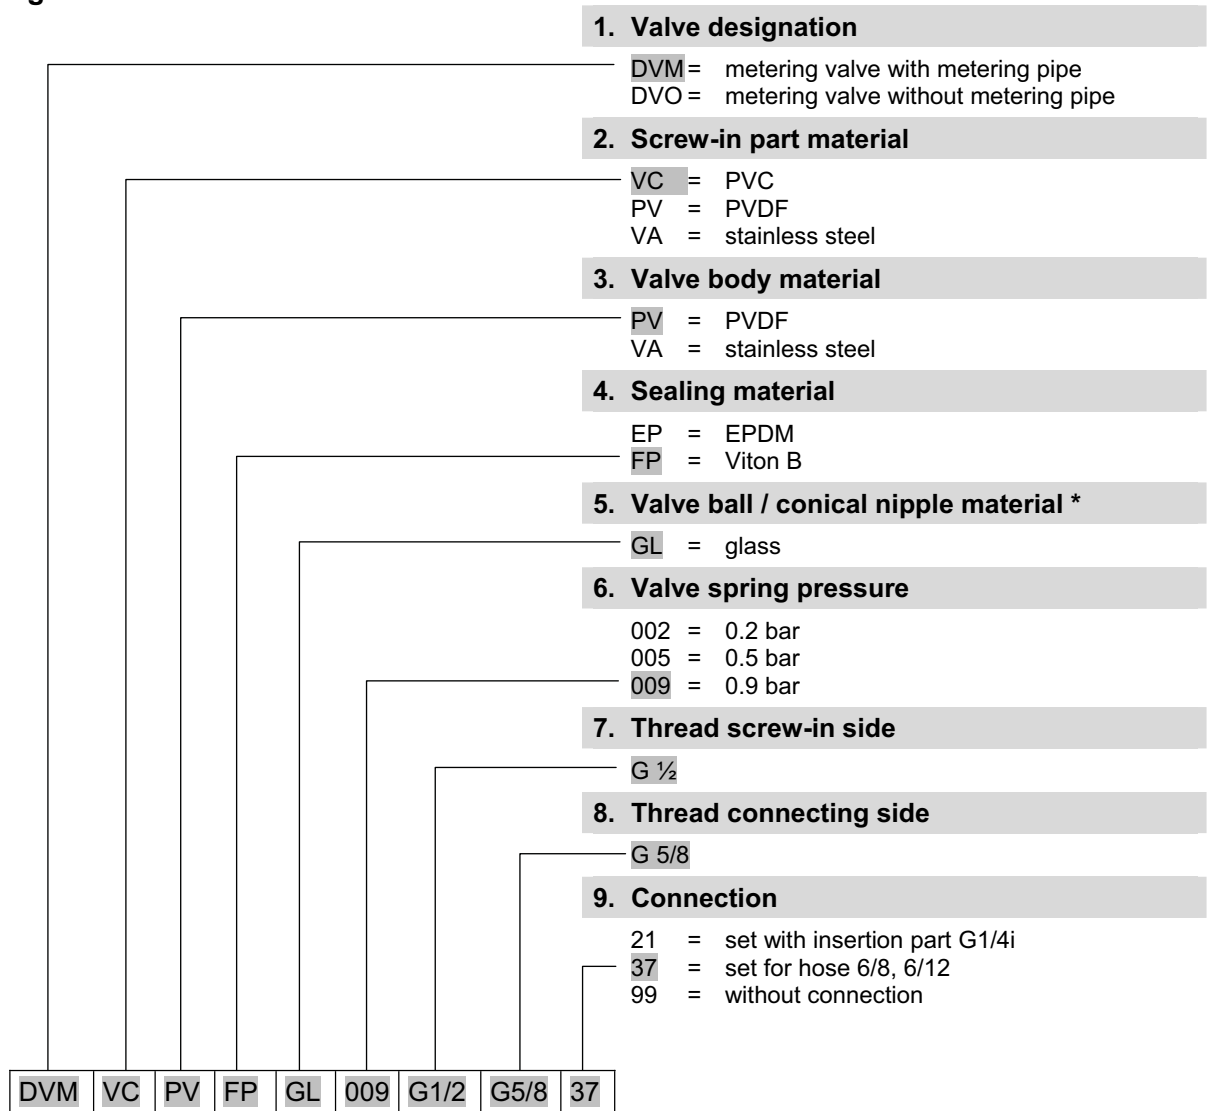 1. Valve designation
DVM = metering valve with metering pipe
DVO = metering valve without metering pipe
2. Screw-in part material
VC = PVC
PV = PVDF
VA = stainless steel
3. Valve body material
PV = PVDF
VA = stainless steel
4. Sealing material
EP = EPDM
FP = Viton B
5. Valve ball / conical nipple material *
GL = glass
6. Valve spring pressure
002 = 0.2 bar
005 = 0.5 bar
009 = 0.9 bar
7. Thread screw-in side
G ½
8. Thread connecting side
G 5/8
9. Connection
21 = set with insertion part G1/4i
37 = set for hose 6/8, 6/12
99 = without connection
DVM VC PV FP GL 009 G1/2 G5/8 37